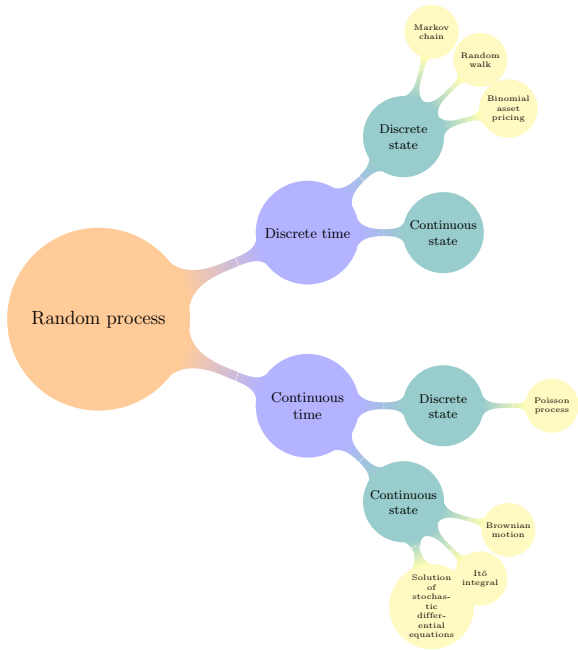 Random process
Discrete time
Discrete
state
Markov
chain
Random
walk
Binomial
asset
pricing
Continuous
state
Continuous
time
Discrete
state
Poisson
process
Continuous
state
Brownian
motion
Itô
integral
Solution
of
stochas-
tic
differ-
ential
equations